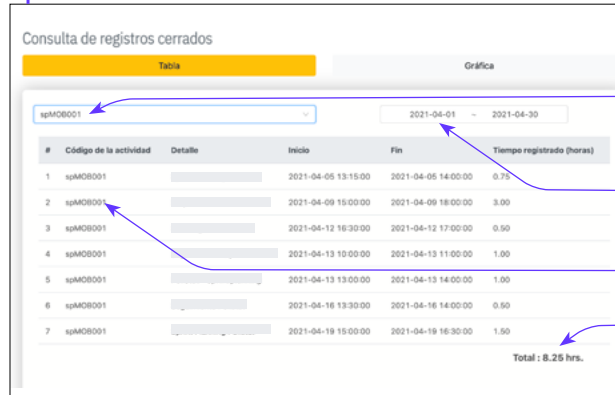 Consulta de registros cerrados
Tabla Gráfica
spMOB001 2021-04-01 – 2021-04-30
# Código de la actividad Detalle Inicio Fin Tiempo registrado (horas)
1 spMOB001 2021-04-05 13:15:00 2021-04-05 14:00:00 0.75
2 spMOB001 2021-04-09 15:00:00 2021-04-09 18:00:00 3.00
3 spMOB001 2021-04-12 16:30:00 2021-04-12 17:00:00 0.50
4 spMOB001 2021-04-13 10:00:00 2021-04-13 11:00:00 1.00
5 spMOB001 2021-04-13 13:00:00 2021-04-13 14:00:00 1.00
6 spMOB001 2021-04-16 13:30:00 2021-04-16 14:00:00 0.50
7 spMOB001 2021-04-19 15:00:00 2021-04-19 16:30:00 1.50
Total : 8.25 hrs.